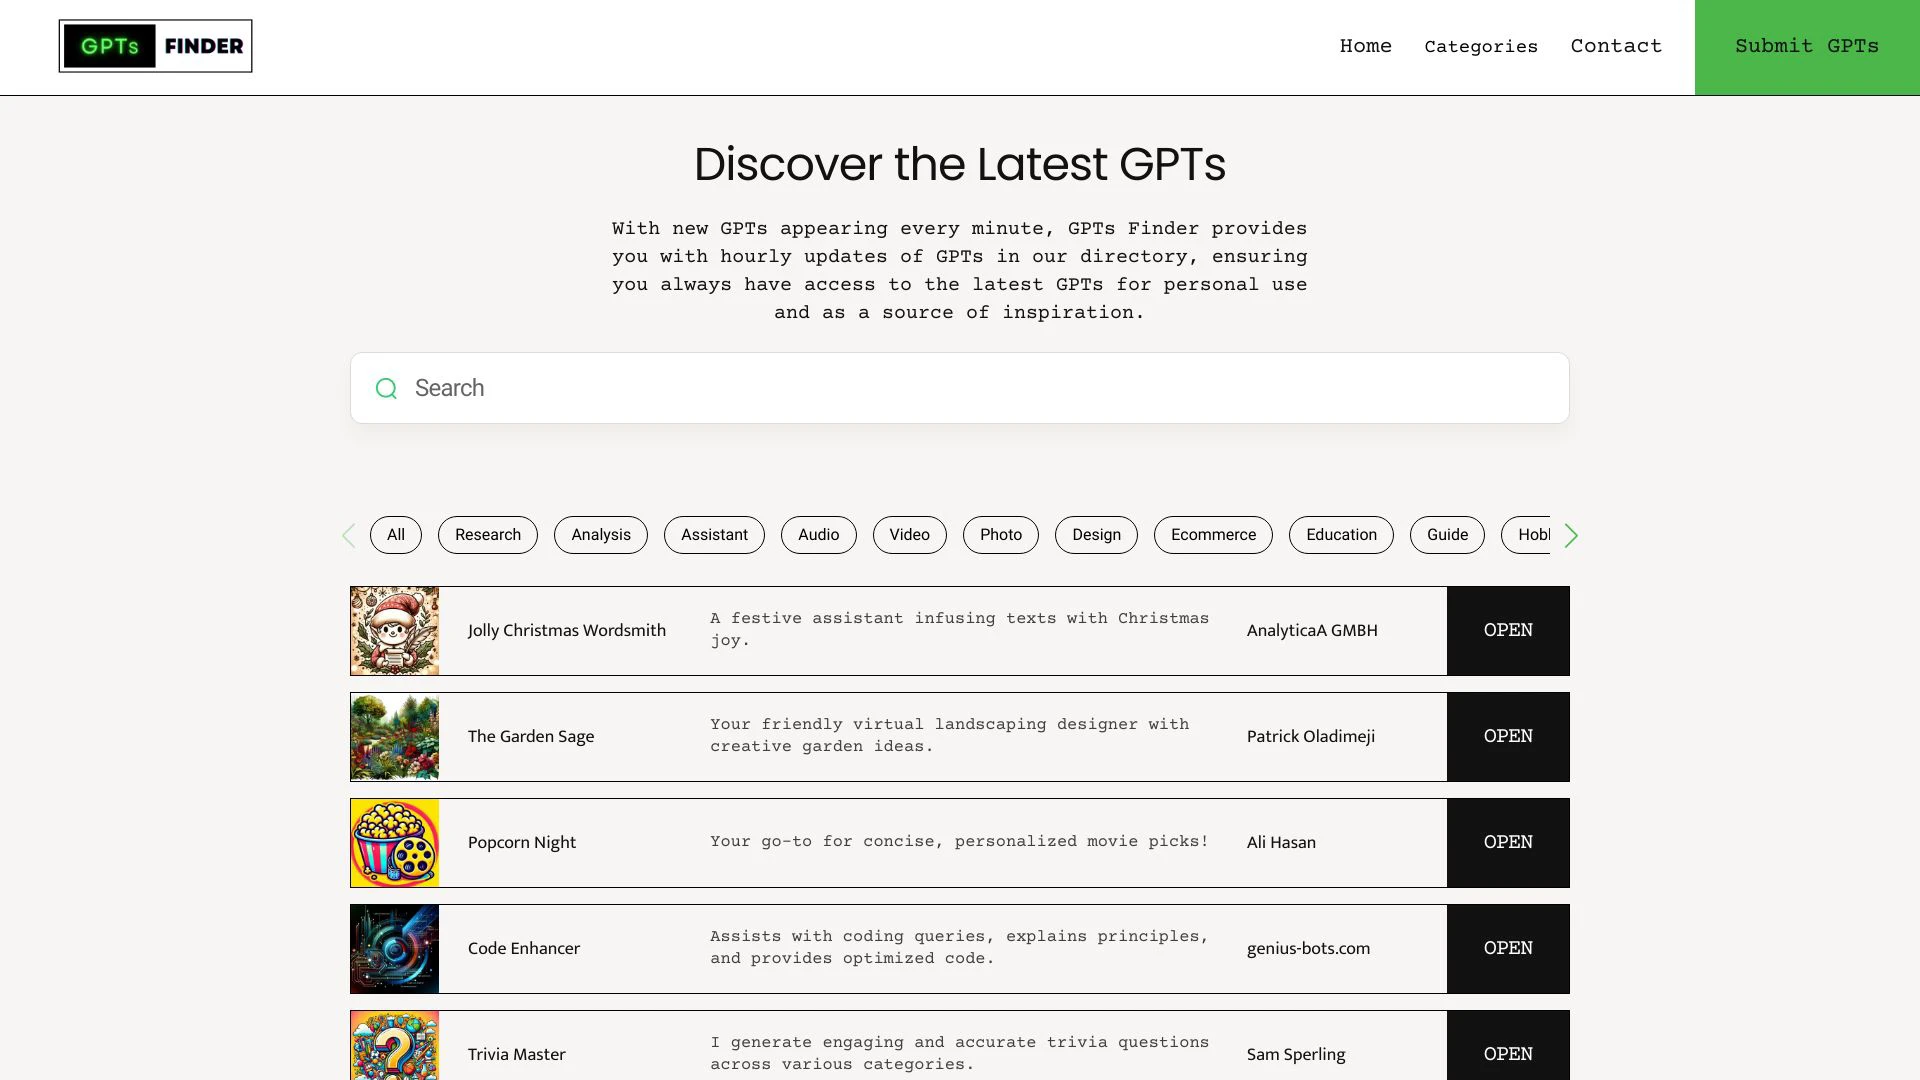 GPTs FINDER
Home Categories Contact Submit GPTs
Discover the Latest GPTs
With new GPTs appearing every minute, GPTs Finder provides
you with hourly updates of GPTs in our directory, ensuring
you always have access to the latest GPTs for personal use
and as a source of inspiration.
Search
All Research Analysis Assistant Audio Video Photo Design Ecommerce Education Guide
Jolly Christmas Wordsmith
A festive assistant infusing texts with Christmas
joy.
AnalyticaA GMBH
OPEN
The Garden Sage
Your friendly virtual landscaping designer with
creative garden ideas.
Patrick Oladimeji
OPEN
Popcorn Night
Your go-to for concise, personalized movie picks!
Ali Hasan
OPEN
Code Enhancer
Assists with coding queries, explains principles,
and provides optimized code.
genius-bots.com
OPEN
Trivia Master
I generate engaging and accurate trivia questions
across various categories.
Sam Sperling
OPEN